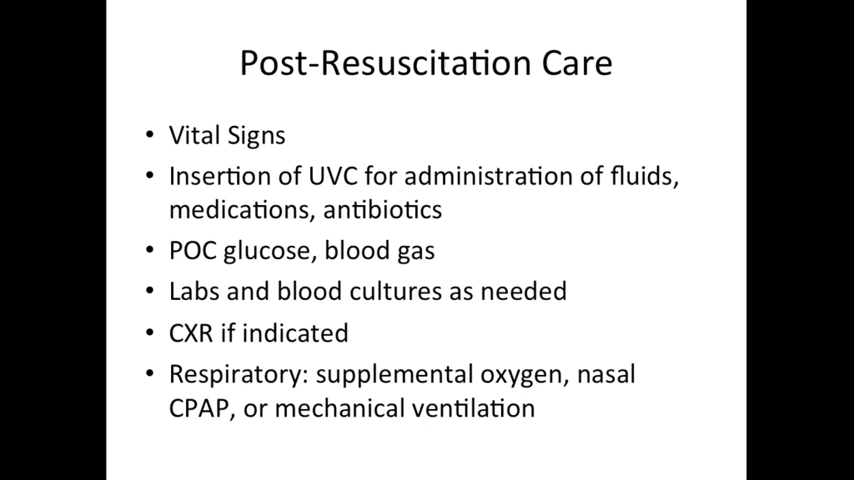 Post-Resuscitation Care
• Vital Signs
• Insertion of UVC for administration of fluids,
medications, antibiotics
• POC glucose, blood gas
• Labs and blood cultures as needed
• CXR if indicated
• Respiratory: supplemental oxygen, nasal
CPAP, or mechanical ventilation